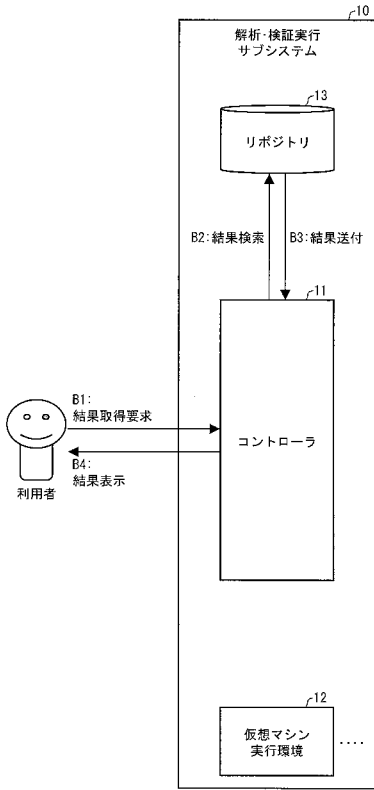 10
解析・検証実行
サブシステム
13
リポジトリ
B2:結果検索
B3:結果送付
11
B1:
結果取得要求
コントローラ
B4:
結果表示
利用者
12
仮想マシン
実行環境
....